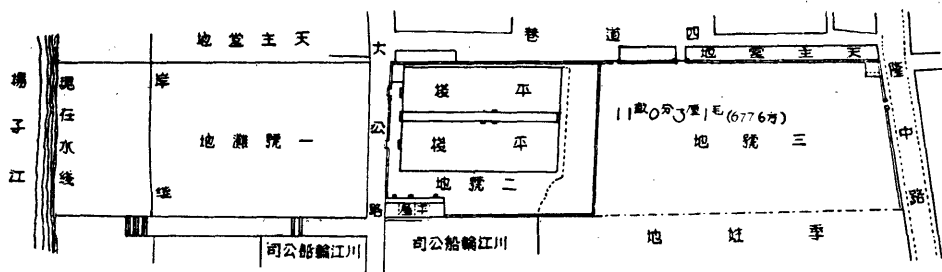 四道巷
天主堂地
天主堂地
隆中路
大公路
揚子江
現在水线
岸
一號灘地
平棧
平棧
二號地
11畝0分3厘1毛(6776方)
三號地
季姓地
川江輪船公司
川江輪船公司